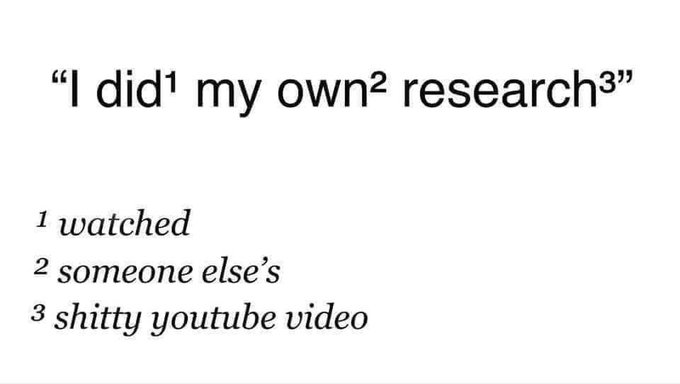 “I did¹ my own² research³”
¹ watched
² someone else’s
³ shitty youtube video